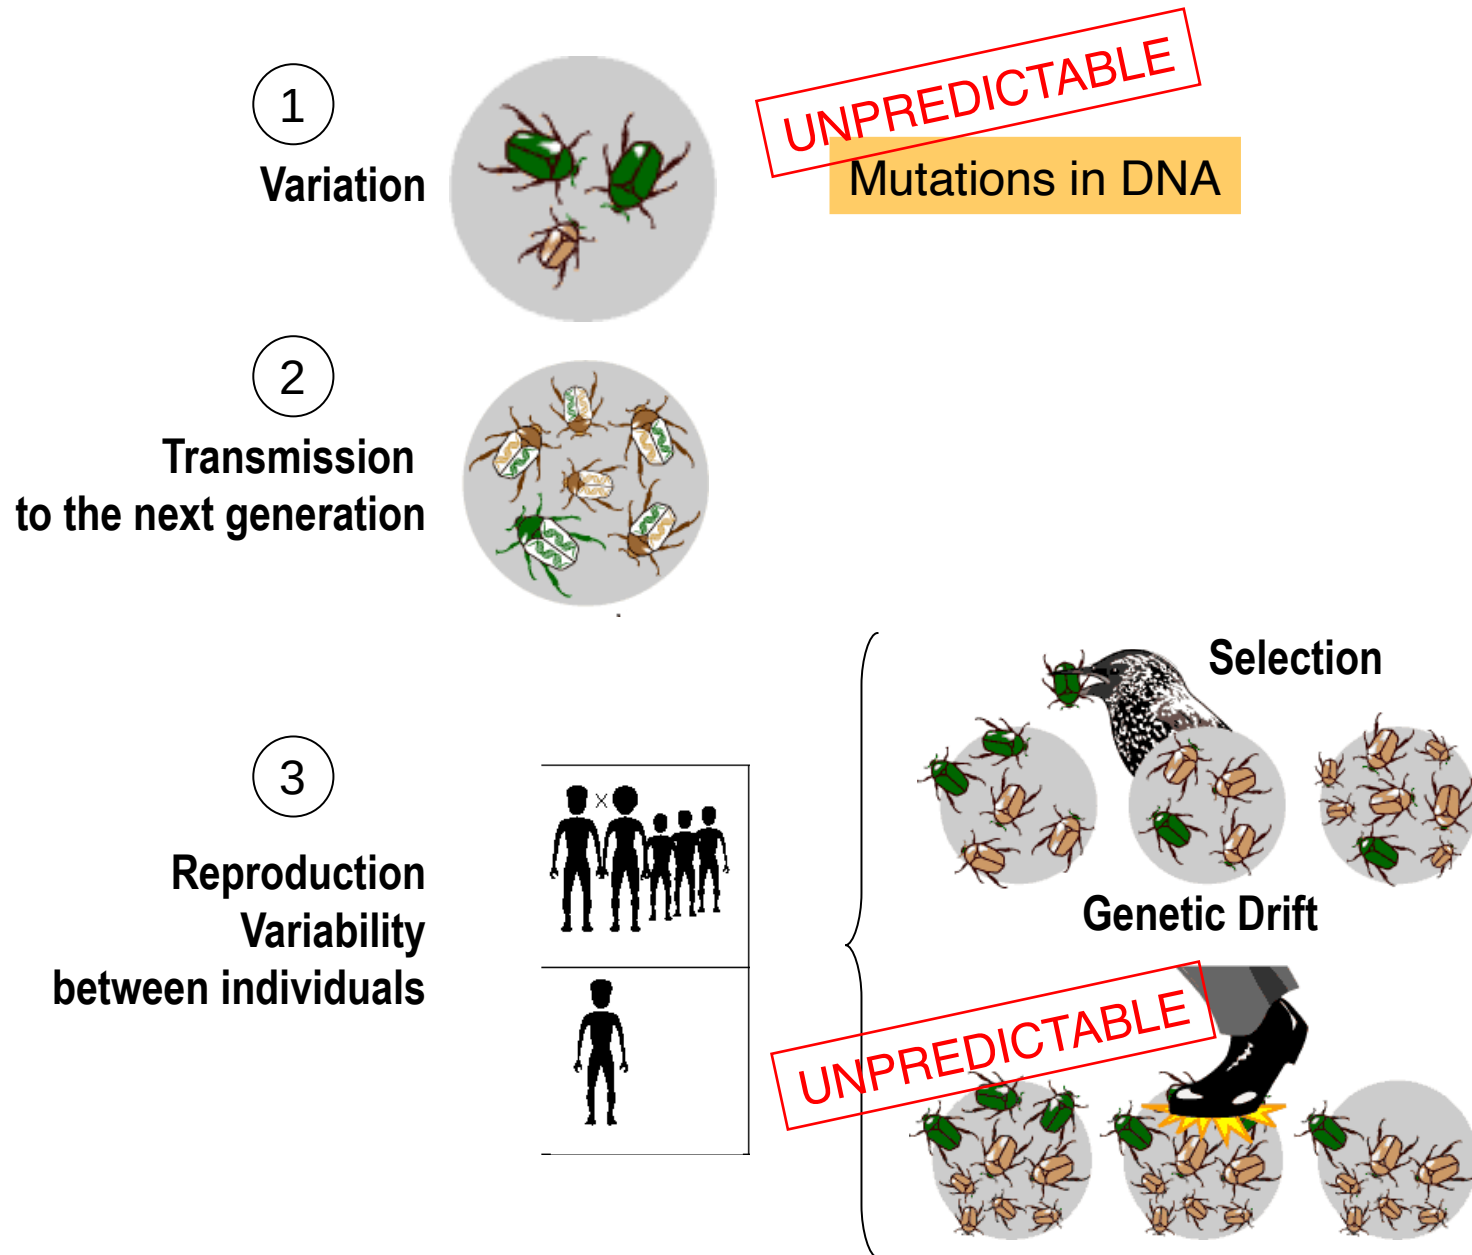 1
Variation
UNPREDICTABLE
Mutations in DNA
2
Transmission
to the next generation
3
Reproduction
Variability
between individuals
x
Selection
Genetic Drift
UNPREDICTABLE